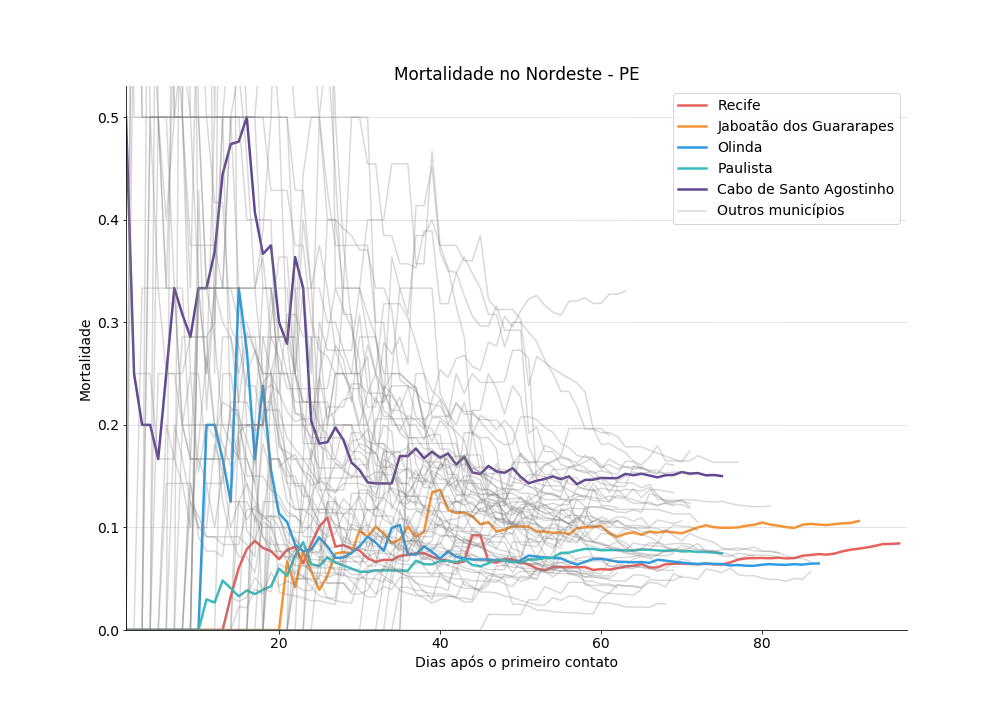 Mortalidade no Nordeste - PE
Recife
Jaboatão dos Guararapes
Olinda
Paulista
Cabo de Santo Agostinho
Outros municípios
Mortalidade
0.5
0.4
0.3
0.2
0.1
0.0
20
40
60
80
Dias após o primeiro contato